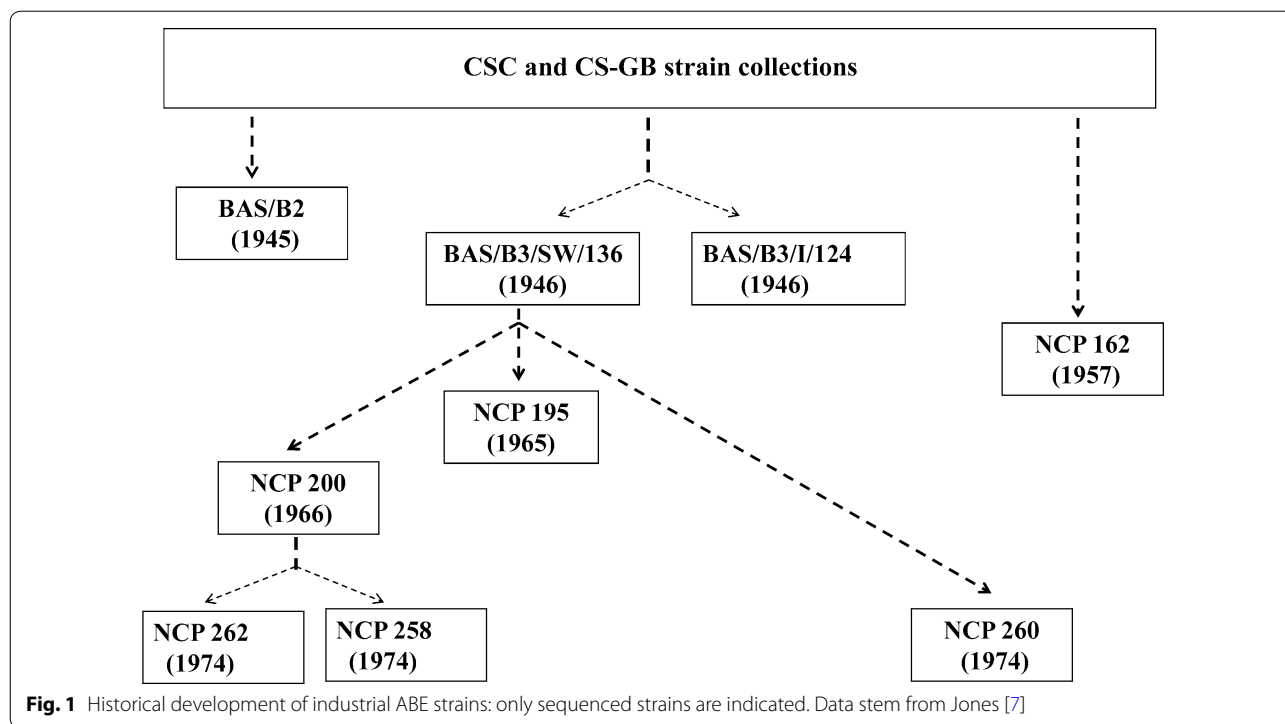 CSC and CS-GB strain collections
BAS/B2
(1945)
BAS/B3/SW/136
(1946)
BAS/B3/I/124
(1946)
NCP 162
(1957)
NCP 195
(1965)
NCP 200
(1966)
NCP 262
(1974)
NCP 258
(1974)
NCP 260
(1974)
Fig. 1 Historical development of industrial ABE strains: only sequenced strains are indicated. Data stem from Jones [7]